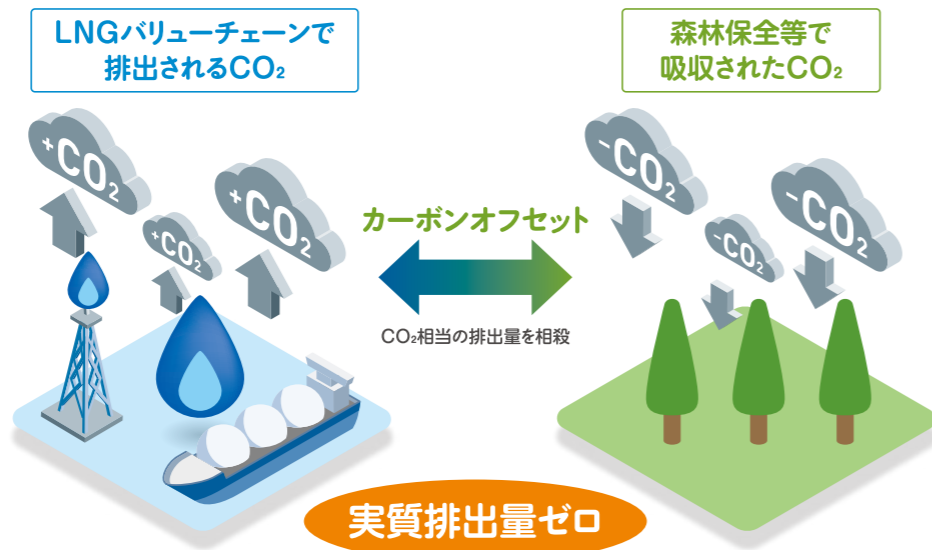 LNGバリューチェーンで
排出されるCO₂
森林保全等で
吸収されたCO₂
+CO₂
+CO₂
+CO₂
-CO₂
-CO₂
-CO₂
カーボンオフセット
CO₂相当の排出量を相殺
実質排出量ゼロ